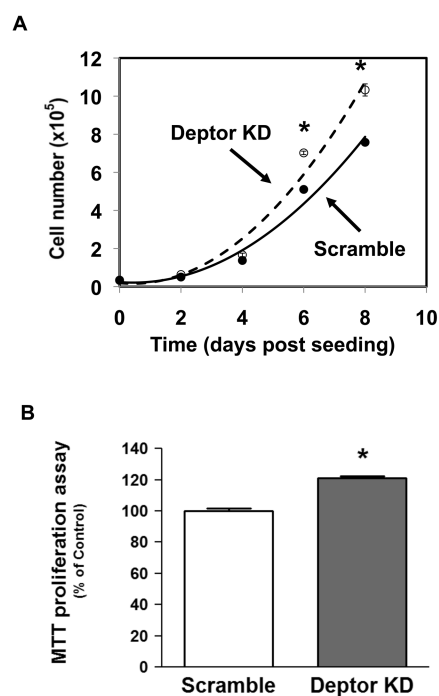 A
Cell number (x10⁵)
12
10
8
6
4
2
0
Deptor KD
*
*
Scramble
0 2 4 6 8 10
Time (days post seeding)
B
MTT proliferation assay
(% of Control)
140
120
100
80
60
40
20
0
*
Scramble Deptor KD